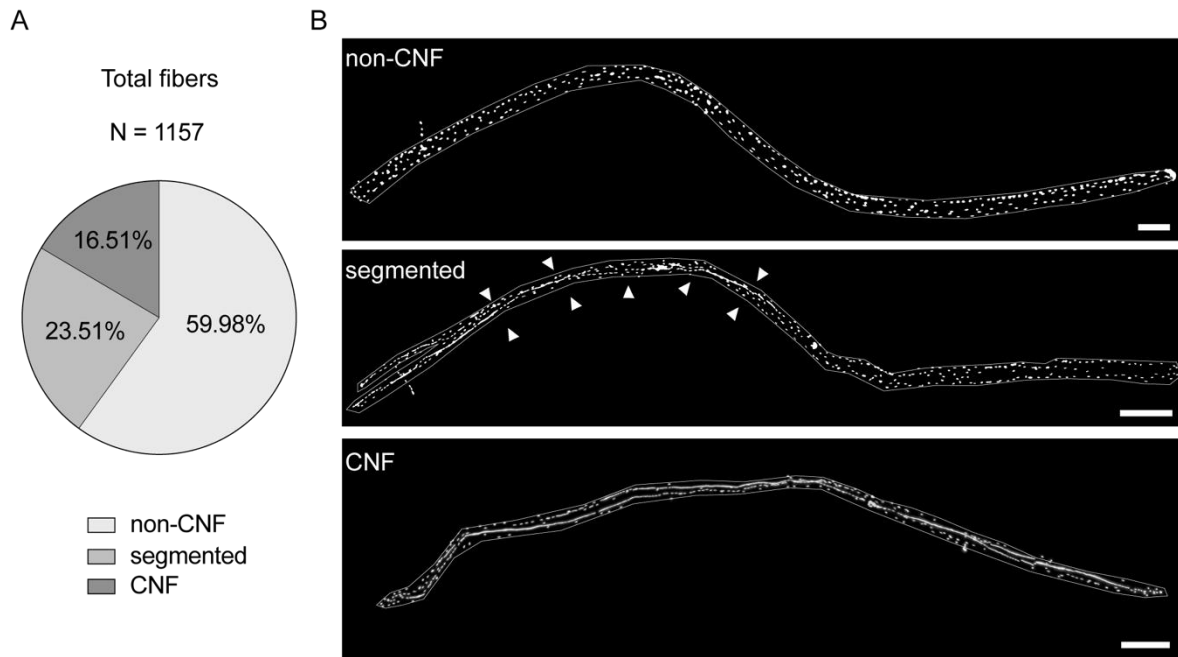 A
Total fibers
N = 1157
16.51%
23.51%
59.98%
non-CNF
segmented
CNF
B
non-CNF
segmented
CNF